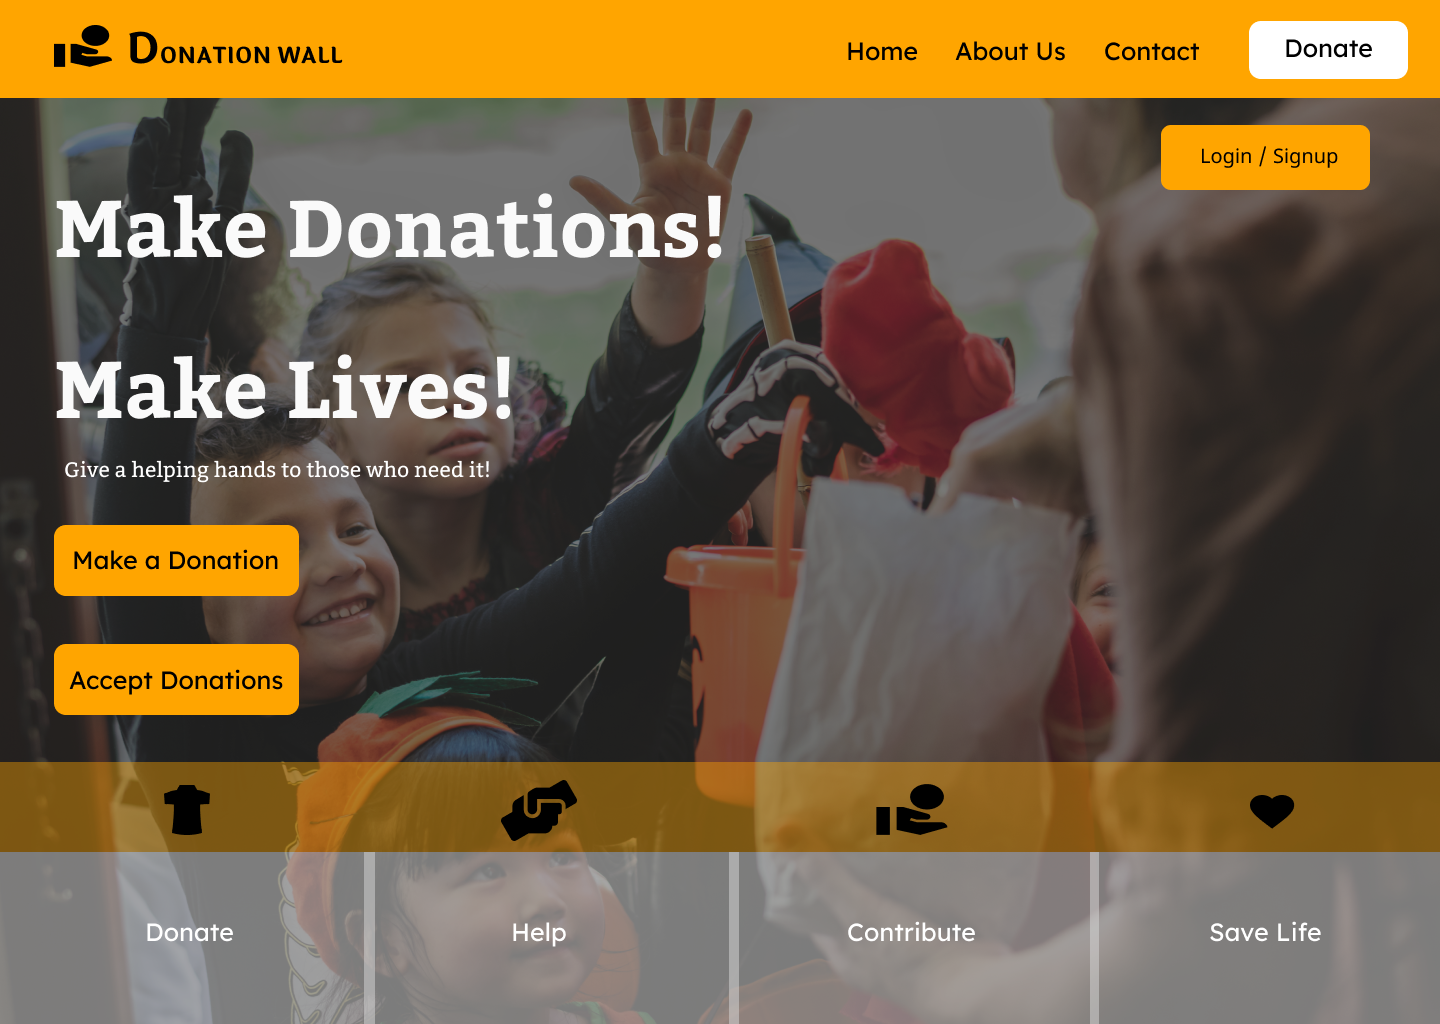 Donation wall
Home About Us Contact Donate
Login / Signup
Make Donations!
Make Lives!
Give a helping hands to those who need it!
Make a Donation
Accept Donations
Donate Help Contribute Save Life